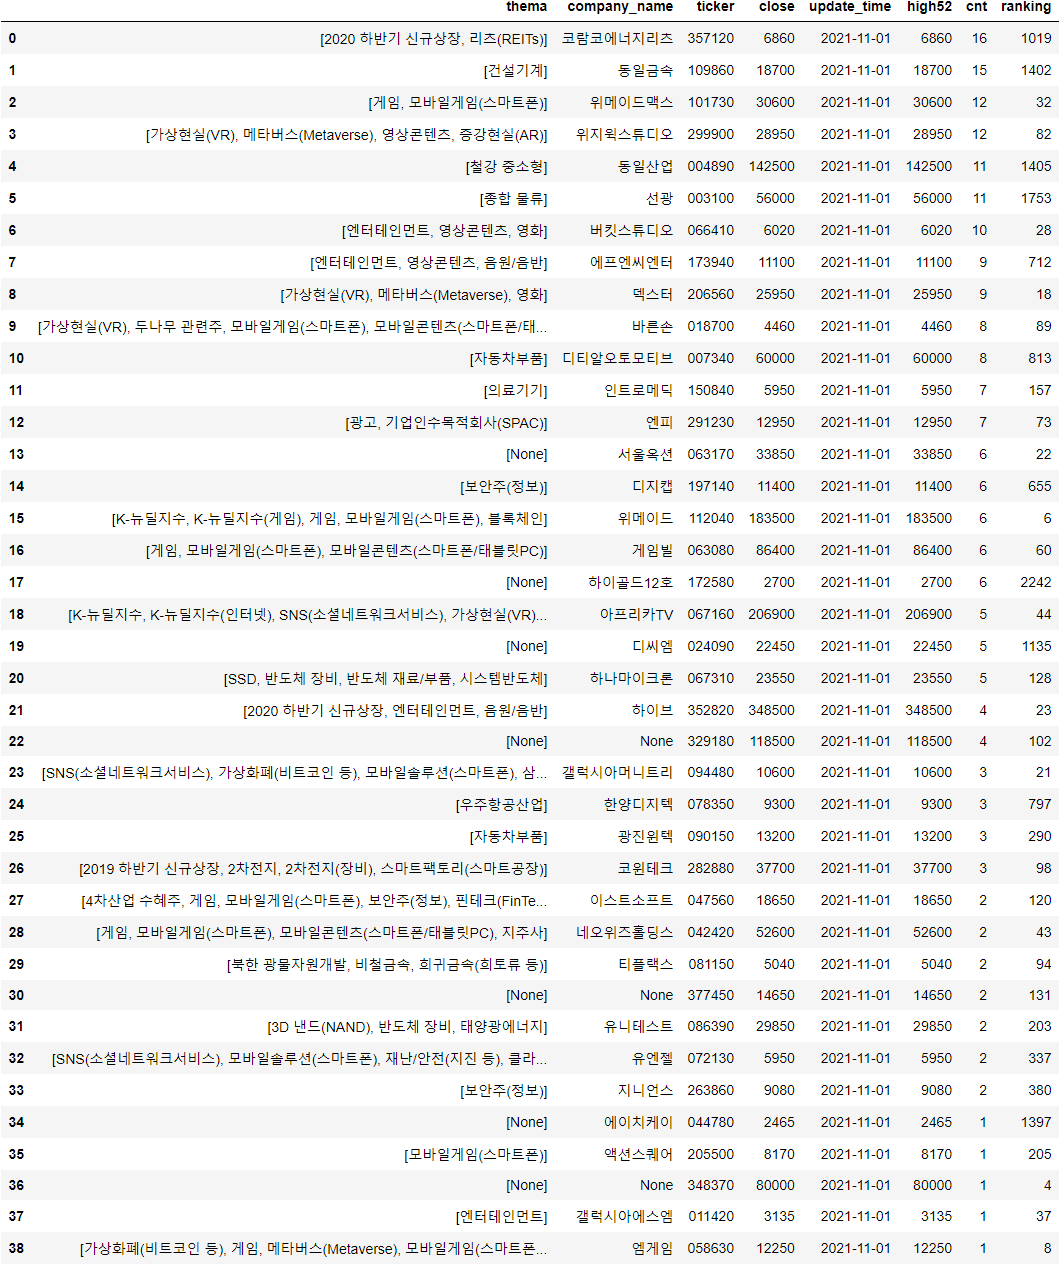 thema company_name ticker close update_time high52 cnt ranking
0 [2020 하반기 신규상장, 리츠(REITs)] 코람코에너지리츠 357120 6860 2021-11-01 6860 16 1019
1 [건설기계] 동일금속 109860 18700 2021-11-01 18700 15 1402
2 [게임, 모바일게임(스마트폰)] 위메이드맥스 101730 30600 2021-11-01 30600 12 32
3 [가상현실(VR), 메타버스(Metaverse), 영상콘텐츠, 증강현실(AR)] 위지윅스튜디오 299900 28950 2021-11-01 28950 12 82
4 [철강 중소형] 동일산업 004890 142500 2021-11-01 142500 11 1405
5 [종합 물류] 선광 003100 56000 2021-11-01 56000 11 1753
6 [엔터테인먼트, 영상콘텐츠, 영화] 버킷스튜디오 066410 6020 2021-11-01 6020 10 28
7 [엔터테인먼트, 영상콘텐츠, 음원/음반] 에프엔씨엔터 173940 11100 2021-11-01 11100 9 712
8 [가상현실(VR), 메타버스(Metaverse), 영화] 덱스터 206560 25950 2021-11-01 25950 9 18
9 [가상현실(VR), 두나무 관련주, 모바일게임(스마트폰), 모바일콘텐츠(스마트폰/태... 바른손 018700 4460 2021-11-01 4460 8 89
10 [자동차부품] 디티알오토모티브 007340 60000 2021-11-01 60000 8 813
11 [의료기기] 인트로메딕 150840 5950 2021-11-01 5950 7 157
12 [광고, 기업인수목적회사(SPAC)] 엔피 291230 12950 2021-11-01 12950 7 73
13 [None] 서울옥션 063170 33850 2021-11-01 33850 6 22
14 [보안주(정보)] 디지캡 197140 11400 2021-11-01 11400 6 655
15 [K-뉴딜지수, K-뉴딜지수(게임), 게임, 모바일게임(스마트폰), 블록체인] 위메이드 112040 183500 2021-11-01 183500 6 6
16 [게임, 모바일게임(스마트폰), 모바일콘텐츠(스마트폰/태블릿PC)] 게임빌 063080 86400 2021-11-01 86400 6 60
17 [None] 하이골드12호 172580 2700 2021-11-01 2700 6 2242
18 [K-뉴딜지수, K-뉴딜지수(인터넷), SNS(소셜네트워크서비스), 가상현실(VR)... 아프리카TV 067160 206900 2021-11-01 206900 5 44
19 [None] 디씨엠 024090 22450 2021-11-01 22450 5 1135
20 [SSD, 반도체 장비, 반도체 재료/부품, 시스템반도체] 하나마이크론 067310 23550 2021-11-01 23550 5 128
21 [2020 하반기 신규상장, 엔터테인먼트, 음원/음반] 하이브 352820 348500 2021-11-01 348500 4 23
22 [None] None 329180 118500 2021-11-01 118500 4 102
23 [SNS(소셜네트워크서비스), 가상화폐(비트코인 등), 모바일솔루션(스마트폰), 삼... 갤럭시아머니트리 094480 10600 2021-11-01 10600 3 21
24 [우주항공산업] 한양디지텍 078350 9300 2021-11-01 9300 3 797
25 [자동차부품] 광진윈텍 090150 13200 2021-11-01 13200 3 290
26 [2019 하반기 신규상장, 2차전지, 2차전지(장비), 스마트팩토리(스마트공장)] 코윈테크 282880 37700 2021-11-01 37700 3 98
27 [4차산업 수혜주, 게임, 모바일게임(스마트폰), 보안주(정보), 핀테크(FinTe... 이스트소프트 047560 18650 2021-11-01 18650 2 120
28 [게임, 모바일게임(스마트폰), 모바일콘텐츠(스마트폰/태블릿PC), 지주사] 네오위즈홀딩스 042420 52600 2021-11-01 52600 2 43
29 [북한 광물자원개발, 비철금속, 희귀금속(희토류 등)] 티플랙스 081150 5040 2021-11-01 5040 2 94
30 [None] None 377450 14650 2021-11-01 14650 2 131
31 [3D 낸드(NAND), 반도체 장비, 태양광에너지] 유니테스트 086390 29850 2021-11-01 29850 2 203
32 [SNS(소셜네트워크서비스), 모바일솔루션(스마트폰), 재난/안전(지진 등), 클라... 유엔젤 072130 5950 2021-11-01 5950 2 337
33 [보안주(정보)] 지니언스 263860 9080 2021-11-01 9080 2 380
34 [None] 에이치케이 044780 2465 2021-11-01 2465 1 1397
35 [모바일게임(스마트폰)] 액션스퀘어 205500 8170 2021-11-01 8170 1 205
36 [None] None 348370 80000 2021-11-01 80000 1 4
37 [엔터테인먼트] 갤럭시아에스엠 011420 3135 2021-11-01 3135 1 37
38 [가상화폐(비트코인 등), 게임, 메타버스(Metaverse), 모바일게임(스마트폰... 엠게임 058630 12250 2021-11-01 12250 1 8